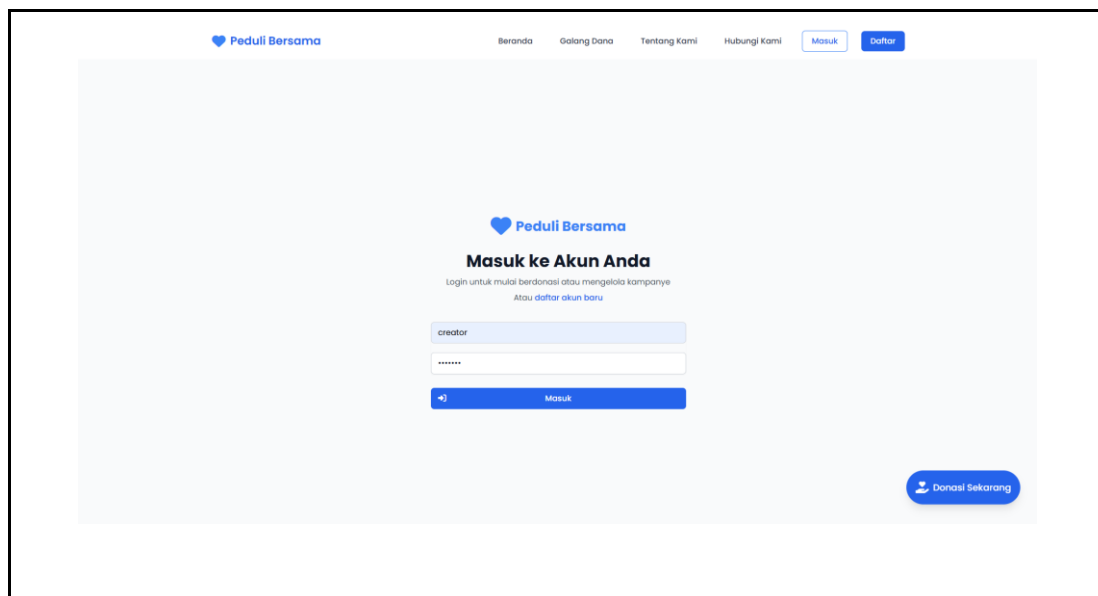 Peduli Bersama Beranda Galang Dana Tentang Kami Hubungi Kami Masuk Daftar
Peduli Bersama
Masuk ke Akun Anda
Login untuk mulai berdonasi atau mengelola kampanye
Atau daftar akun baru
creator
•••••••
Masuk
Donasi Sekarang